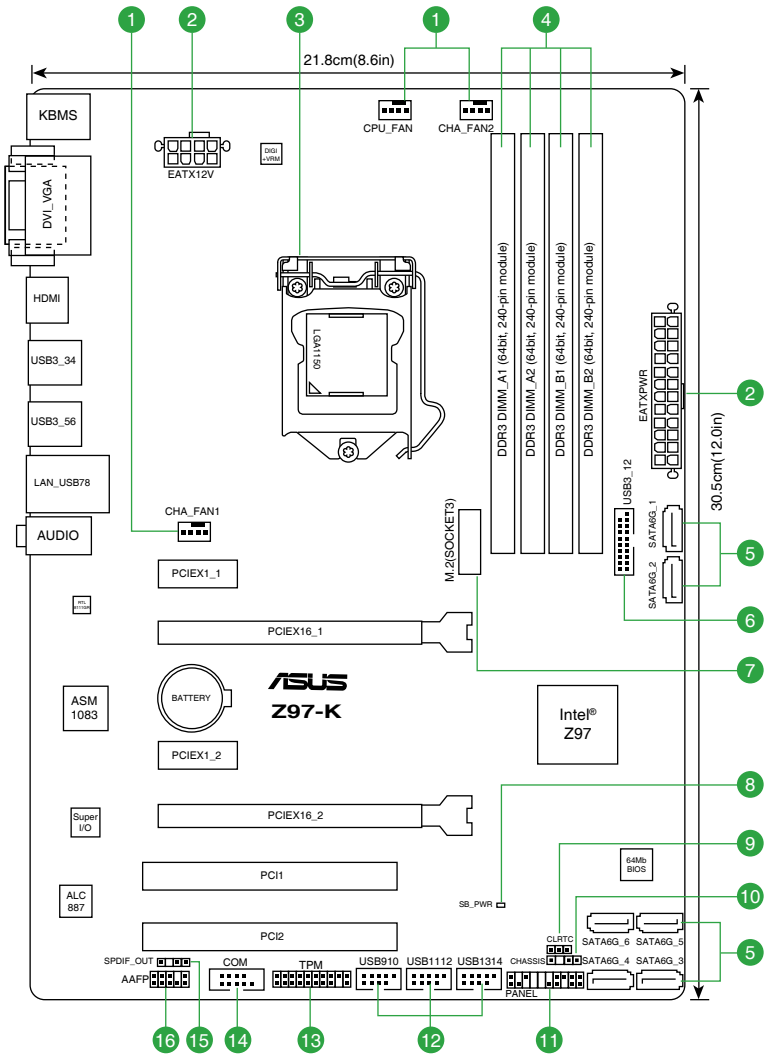 1
2
3
1
4
21.8cm(8.6in)
KBMS
CPU_FAN
CHA_FAN2
DIGI
+VRM
EATX12V
DVI_VGA
LGA1150
DDR3 DIMM_A1 (64bit, 240-pin module)
DDR3 DIMM_A2 (64bit, 240-pin module)
DDR3 DIMM_B1 (64bit, 240-pin module)
DDR3 DIMM_B2 (64bit, 240-pin module)
HDMI
USB3_34
EATXPWR
2
USB3_56
30.5cm(12.0in)
LAN_USB78
USB3_12
SATA6G_1
CHA_FAN1
1
M.2(SOCKET3)
AUDIO
5
SATA6G_2
PCIEX1_1
RTL
8111GR
6
PCIEX16_1
7
ASM
1083
BATTERY
ASUS
Z97-K
Intel®
Z97
PCIEX1_2
8
Super
I/O
PCIEX16_2
9
64Mb
BIOS
PCI1
10
ALC
887
SB_PWR
CLRTC
SATA6G_6
SATA6G_5
5
PCI2
SPDIF_OUT
CHASSIS
SATA6G_4
SATA6G_3
AAFP
COM
TPM
USB910
USB1112
USB1314
PANEL
16
15
14
13
12
11